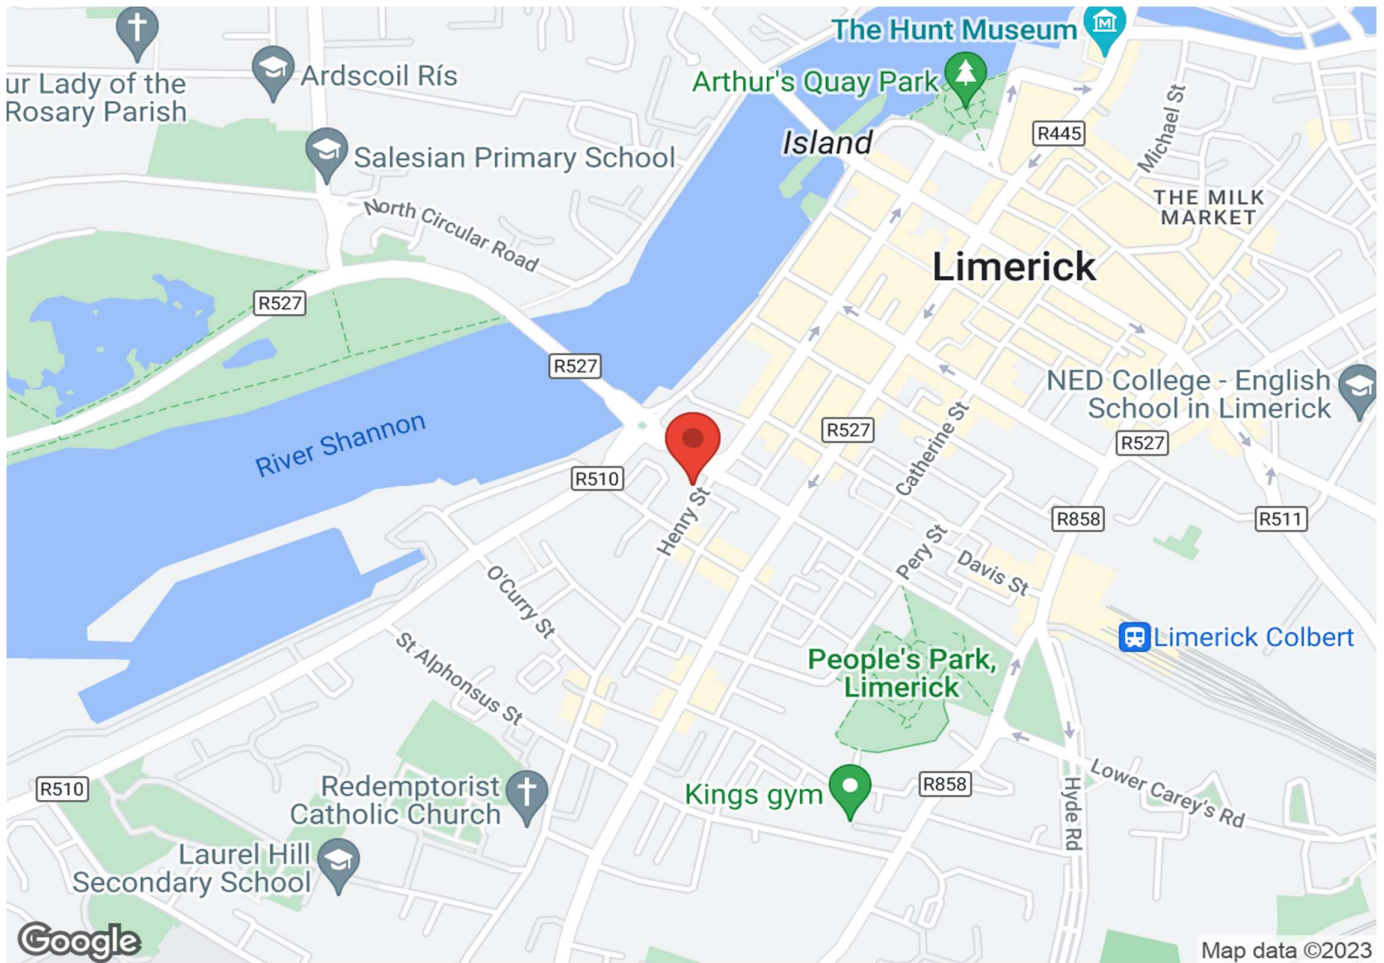 The Hunt Museum
Arthur's Quay Park
ur Lady of the
Rosary Parish
Ardscoil Rís
Salesian Primary School
Island
R445
Michael St
THE MILK
MARKET
North Circular Road
Limerick
R527
R527
NED College - English
School in Limerick
River Shannon
R527
Catherine St
R527
R510
Henry St
R858
R511
Pery St
Davis St
O'Curry St
Limerick Colbert
St Alphonsus St
People's Park,
Limerick
R510
Redemptorist
Catholic Church
Kings gym
R858
Hyde Rd
Lower Carey's Rd
Laurel Hill
Secondary School
Google
Map data ©2023